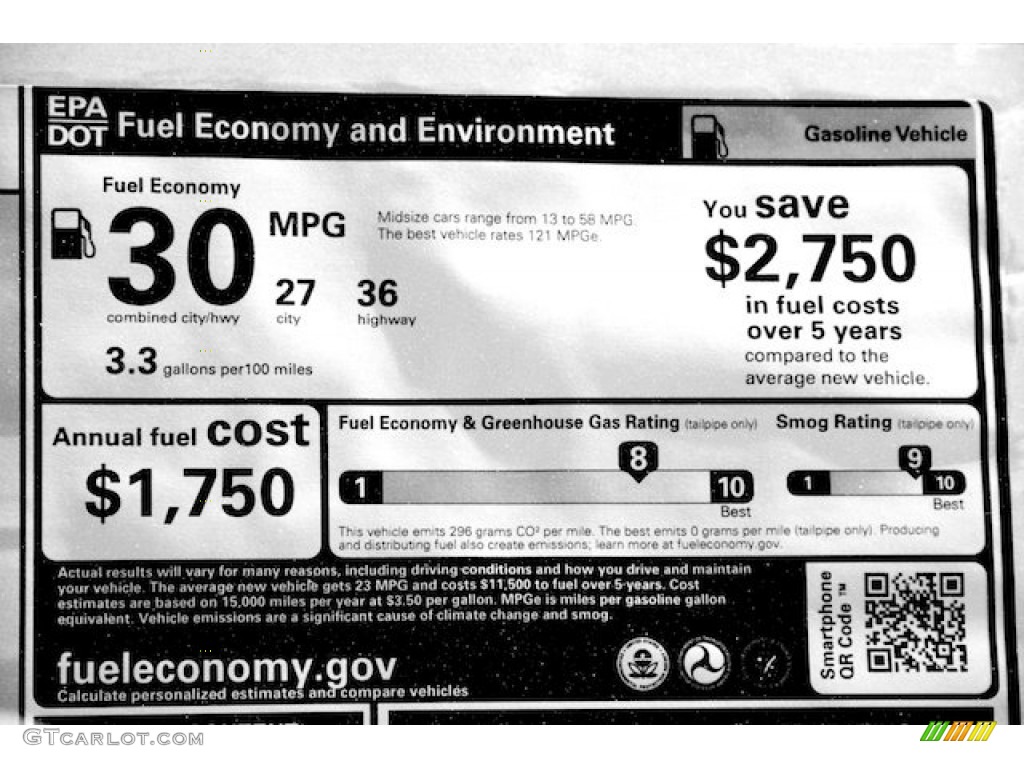 EPA
DOT
Fuel Economy and Environment
Gasoline Vehicle
Fuel Economy
30 MPG
combined city/hwy
27
city
36
highway
3.3 gallons per100 miles
Midsize cars range from 13 to 58 MPG.
The best vehicle rates 121 MPGe.
You save
$2,750
in fuel costs
over 5 years
compared to the
average new vehicle.
Annual fuel cost
$1,750
Fuel Economy & Greenhouse Gas Rating (tailpipe only)
1
8
10
Best
Smog Rating (tailpipe only)
1
9
10
Best
This vehicle emits 296 grams CO² per mile. The best emits 0 grams per mile (tailpipe only). Producing
and distributing fuel also create emissions; learn more at fueleconomy.gov.
Actual results will vary for many reasons, including driving conditions and how you drive and maintain
your vehicle. The average new vehicle gets 23 MPG and costs $11,500 to fuel over 5 years. Cost
estimates are based on 15,000 miles per year at $3.50 per gallon. MPGe is miles per gasoline gallon
equivalent. Vehicle emissions are a significant cause of climate change and smog.
fueleconomy.gov
Calculate personalized estimates and compare vehicles
Smartphone
QR Code™
GTcarlot.com